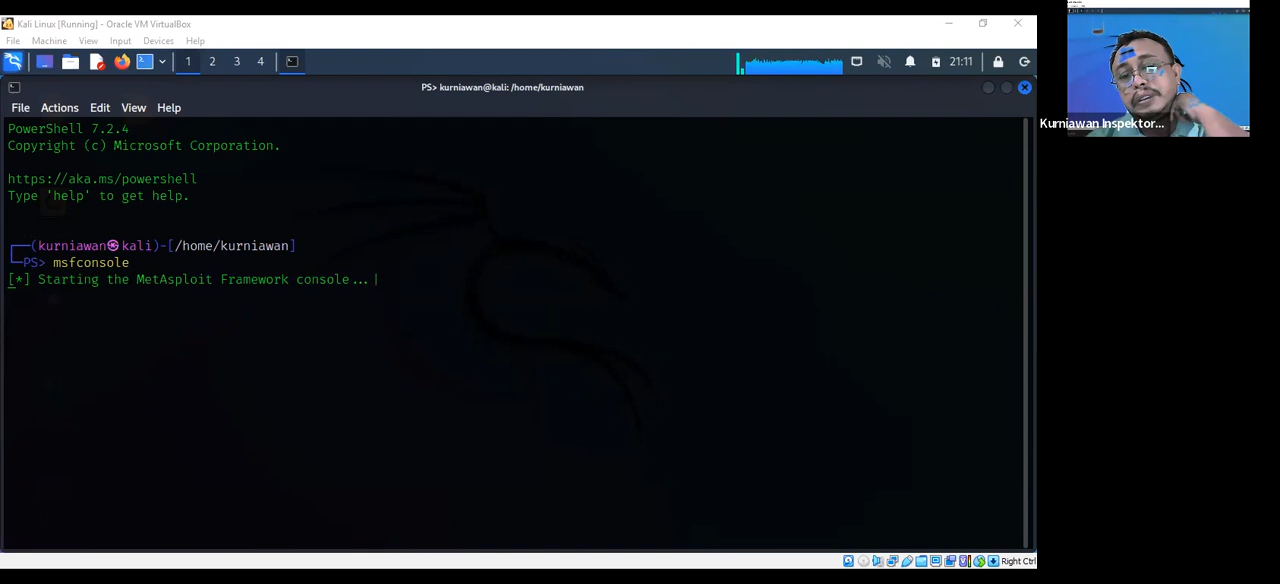 Kali Linux [Running] - Oracle VM VirtualBox
File Machine View Input Devices Help
1 2 3 4 21:11
PS> kurniawan@kali: /home/kurniawan
File Actions Edit View Help
PowerShell 7.2.4
Copyright (c) Microsoft Corporation.
https://aka.ms/powershell
Type 'help' to get help.
┌──(kurniawan㉿kali)-[/home/kurniawan]
└─PS> msfconsole
[*] Starting the MetAsploit Framework console...|
Right Ctrl
Kurniawan Inspektor...